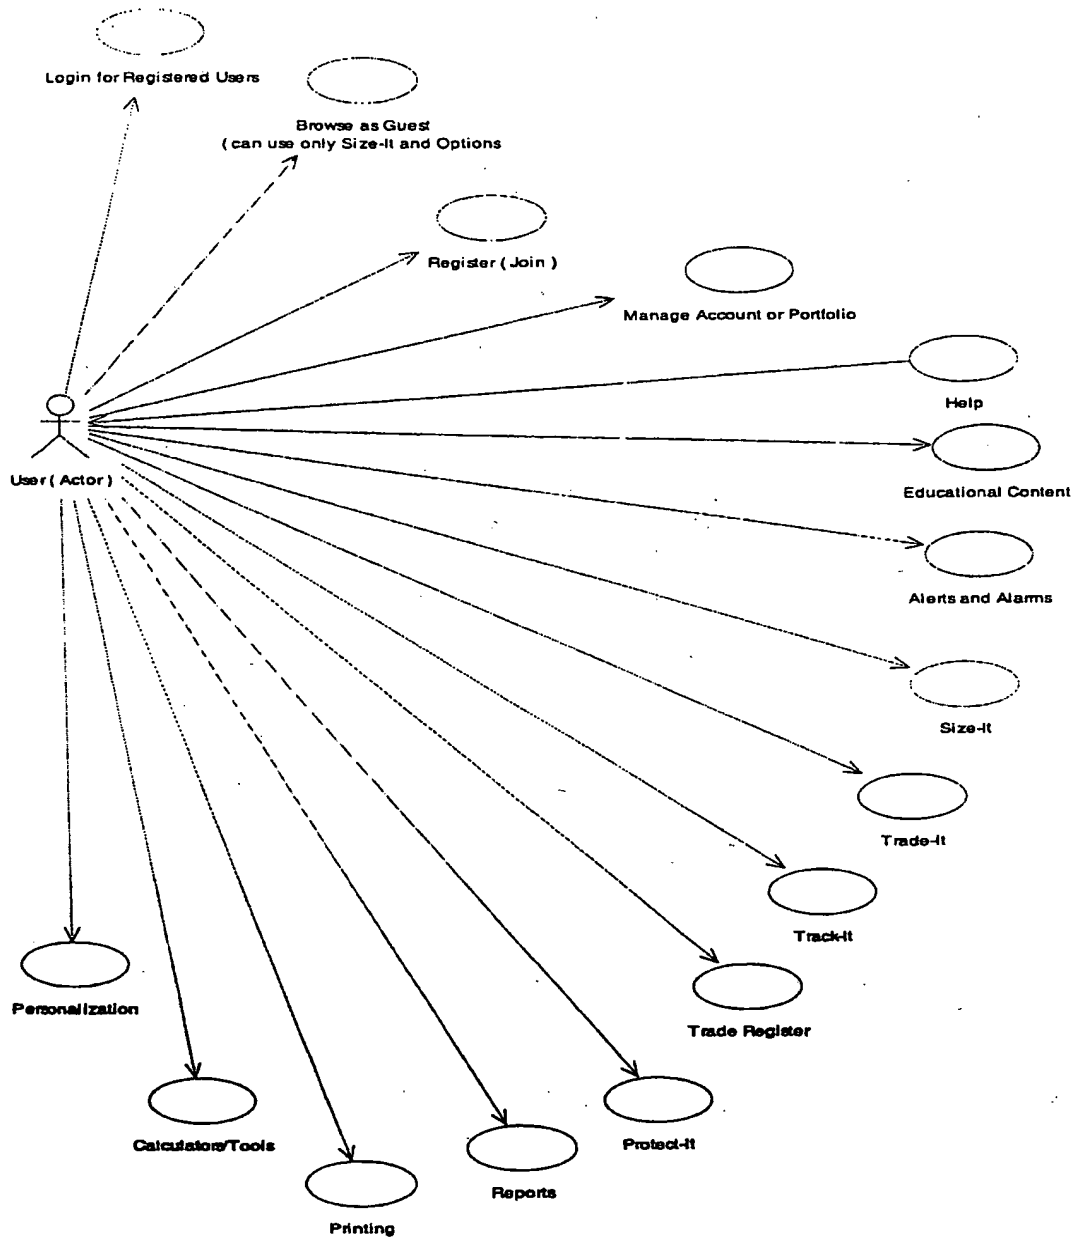 Login for Registered Users
Browse as Guest
( can use only Size-It and Options
Register ( Join )
Manage Account or Portfolio
Help
User ( Actor )
Educational Content
Alerts and Alarms
Size-It
Trade-It
Track-It
Personalization
Trade Register
Calculators/Tools
Protect-It
Reports
Printing